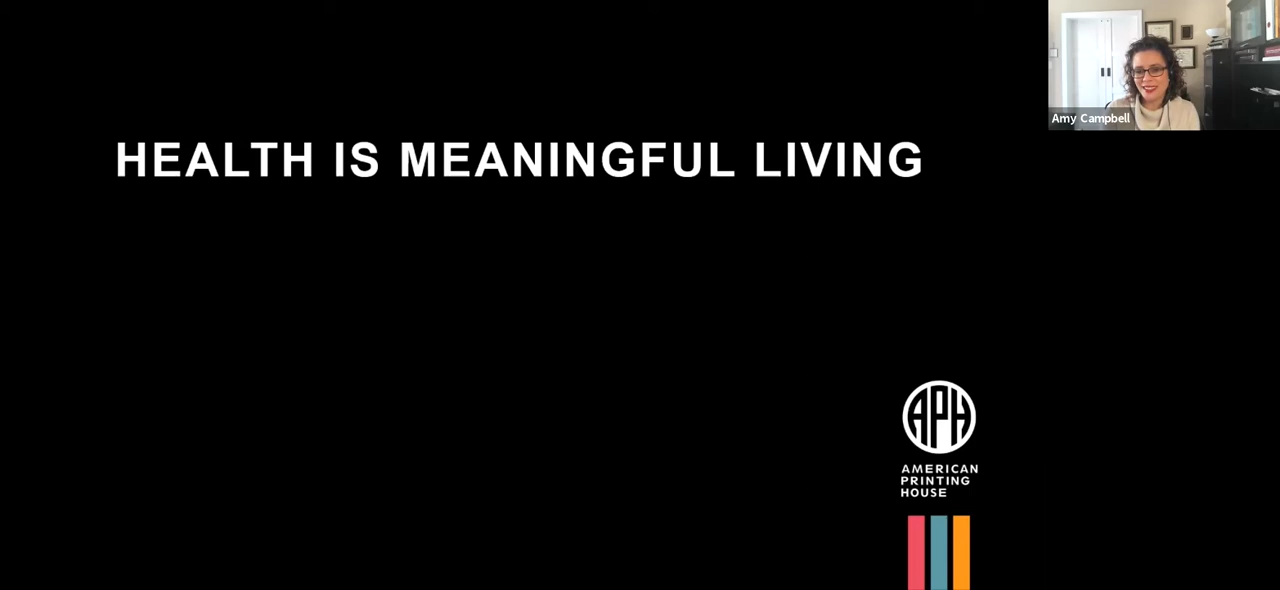 Amy Campbell
HEALTH IS MEANINGFUL LIVING
APH
AMERICAN
PRINTING
HOUSE